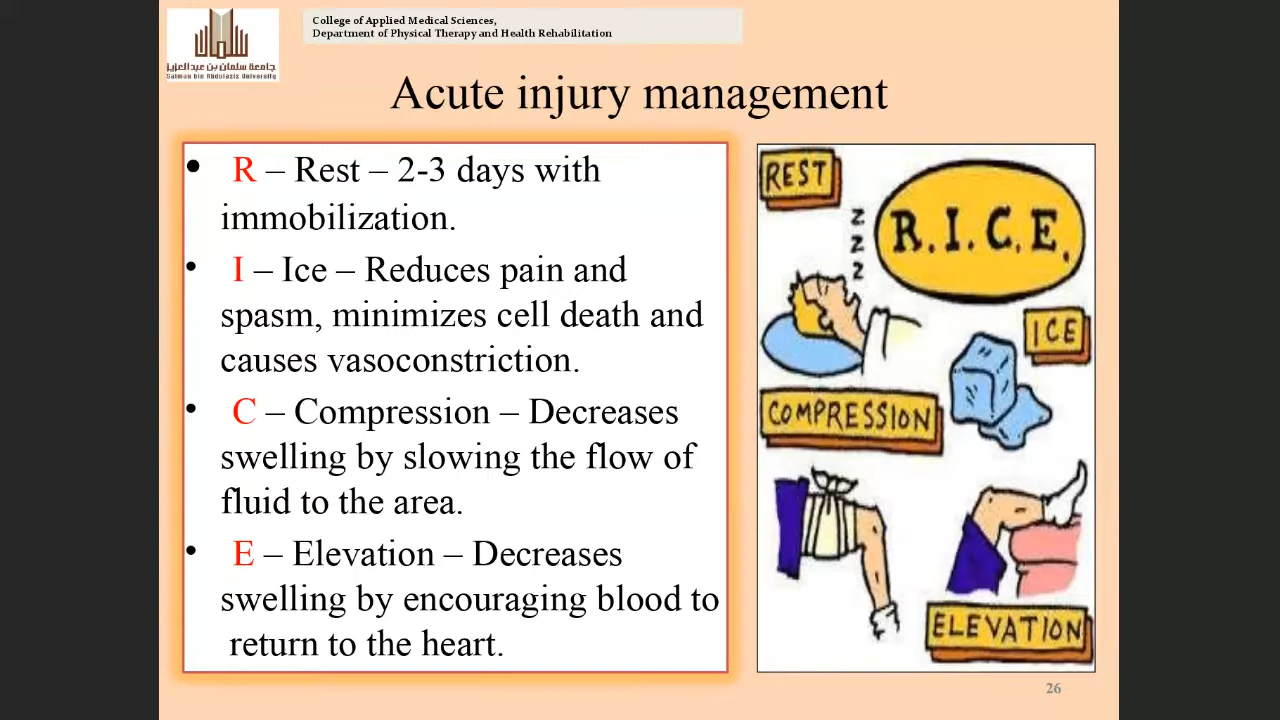 جامعة سلمان بن عبدالعزيز
Salman bin Abdulaziz University
College of Applied Medical Sciences,
Department of Physical Therapy and Health Rehabilitation
Acute injury management
• R – Rest – 2-3 days with
immobilization.
• I – Ice – Reduces pain and
spasm, minimizes cell death and
causes vasoconstriction.
• C – Compression – Decreases
swelling by slowing the flow of
fluid to the area.
• E – Elevation – Decreases
swelling by encouraging blood to
return to the heart.
REST
R.I.C.E.
z
z
z
ICE
COMPRESSION
ELEVATION
26